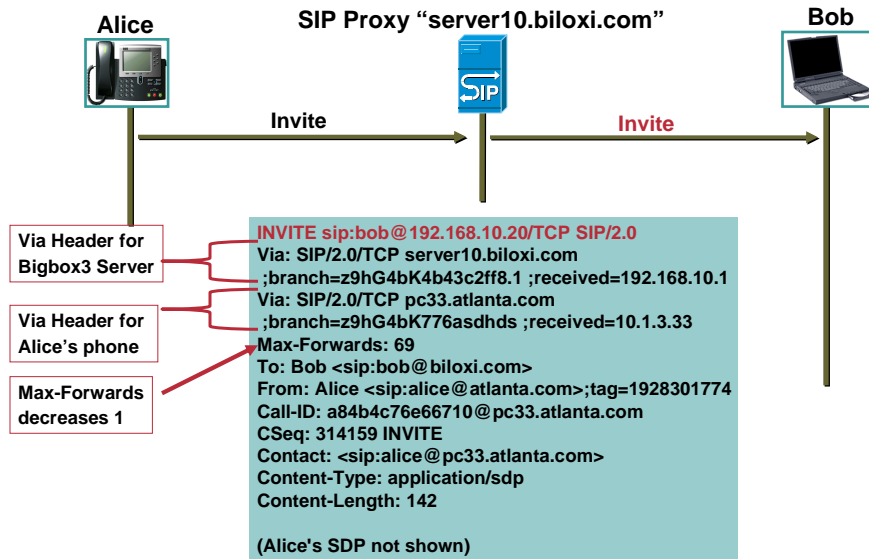 Alice
SIP Proxy “server10.biloxi.com”
Bob
SIP
Invite
Invite
Via Header for
Bigbox3 Server
Via Header for
Alice’s phone
Max-Forwards
decreases 1
INVITE sip:bob@192.168.10.20/TCP SIP/2.0
Via: SIP/2.0/TCP server10.biloxi.com
;branch=z9hG4bK4b43c2ff8.1 ;received=192.168.10.1
Via: SIP/2.0/TCP pc33.atlanta.com
;branch=z9hG4bK776asdhds ;received=10.1.3.33
Max-Forwards: 69
To: Bob <sip:bob@biloxi.com>
From: Alice <sip:alice@atlanta.com>;tag=1928301774
Call-ID: a84b4c76e66710@pc33.atlanta.com
CSeq: 314159 INVITE
Contact: <sip:alice@pc33.atlanta.com>
Content-Type: application/sdp
Content-Length: 142
(Alice's SDP not shown)